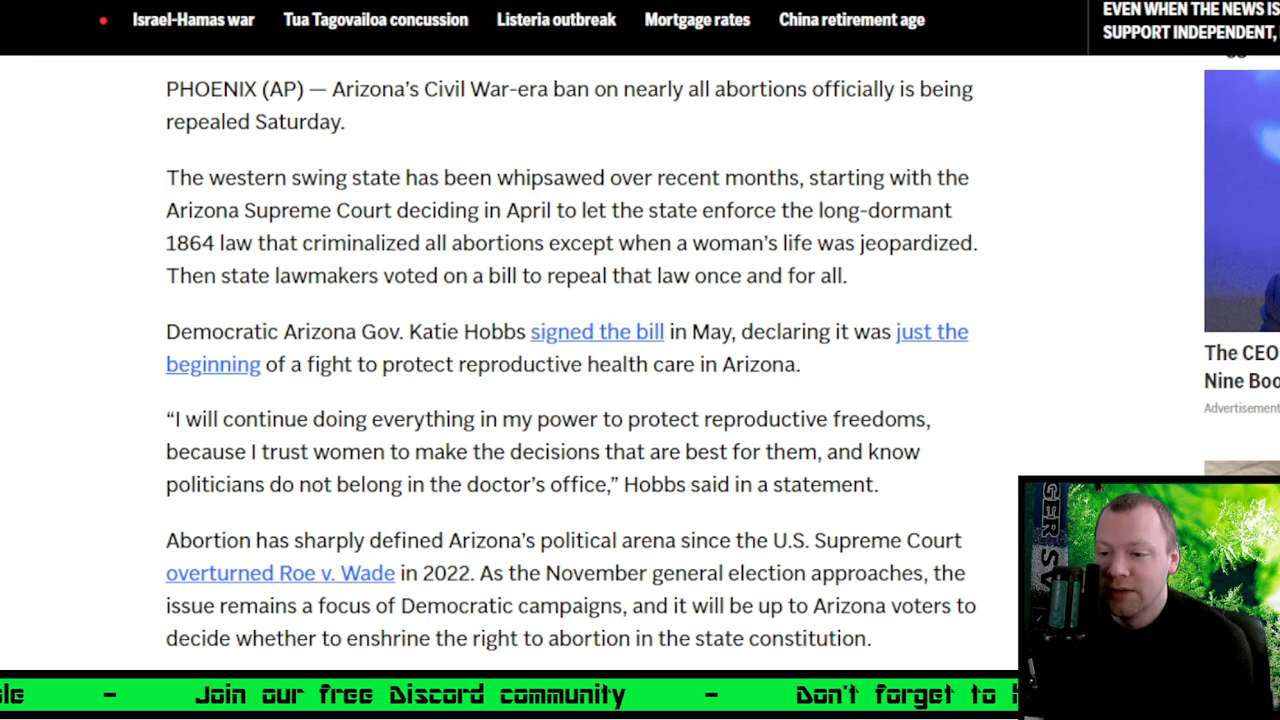 Israel-Hamas war
Tua Tagovailoa concussion
Listeria outbreak
Mortgage rates
China retirement age
EVEN WHEN THE NEWS IS
SUPPORT INDEPENDENT,
PHOENIX (AP) — Arizona’s Civil War-era ban on nearly all abortions officially is being
repealed Saturday.
The western swing state has been whipsawed over recent months, starting with the
Arizona Supreme Court deciding in April to let the state enforce the long-dormant
1864 law that criminalized all abortions except when a woman’s life was jeopardized.
Then state lawmakers voted on a bill to repeal that law once and for all.
Democratic Arizona Gov. Katie Hobbs signed the bill in May, declaring it was just the
beginning of a fight to protect reproductive health care in Arizona.
“I will continue doing everything in my power to protect reproductive freedoms,
because I trust women to make the decisions that are best for them, and know
politicians do not belong in the doctor’s office,” Hobbs said in a statement.
Abortion has sharply defined Arizona’s political arena since the U.S. Supreme Court
overturned Roe v. Wade in 2022. As the November general election approaches, the
issue remains a focus of Democratic campaigns, and it will be up to Arizona voters to
decide whether to enshrine the right to abortion in the state constitution.
The CEO
Nine Boo
Advertisement
GER SV
- Join our free Discord community - Don't forget to